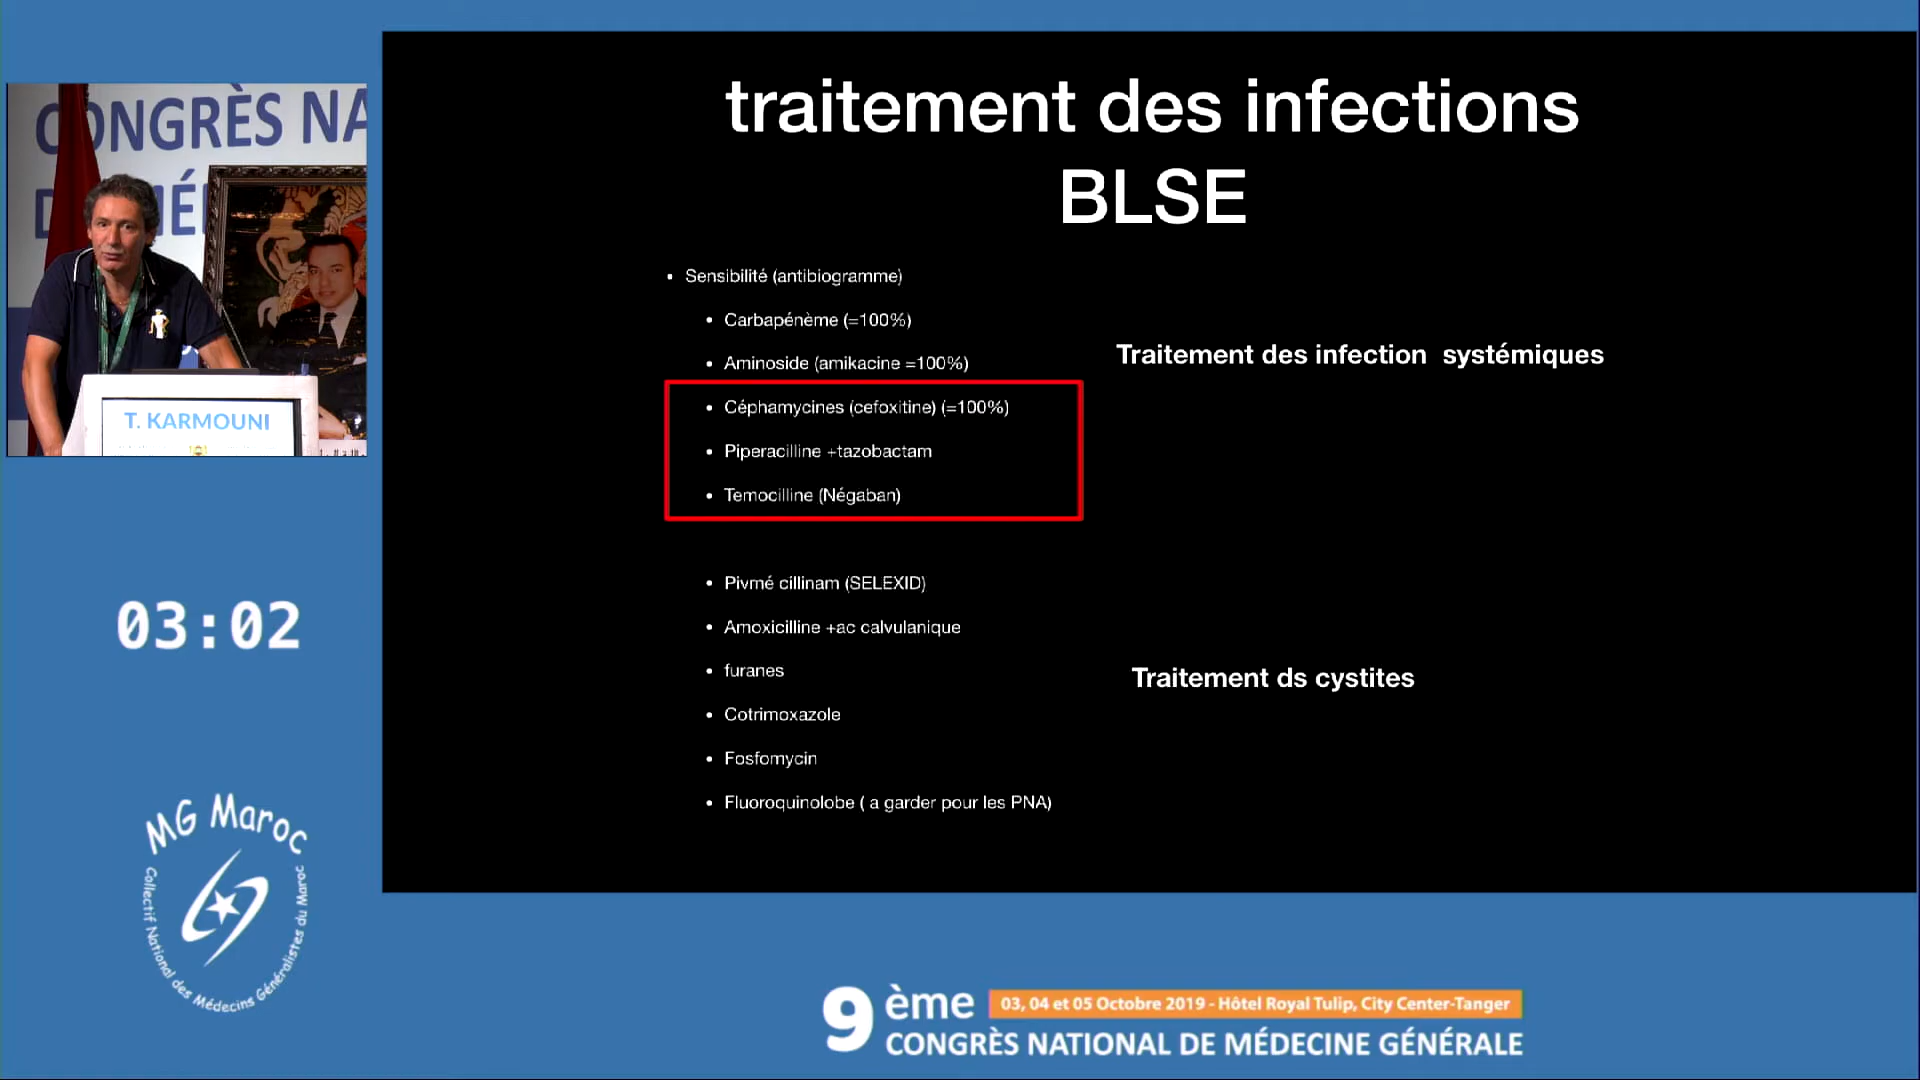 CONGRÈS NA
T. KARMOUNI
traitement des infections
BLSE
• Sensibilité (antibiogramme)
• Carbapénème (=100%)
• Aminoside (amikacine =100%)
• Céphamycines (cefoxitine) (=100%)
• Piperacilline +tazobactam
• Temocilline (Négaban)
• Pivmé cillinam (SELEXID)
• Amoxicilline +ac calvulanique
• furanes
• Cotrimoxazole
• Fosfomycin
• Fluoroquinolobe ( a garder pour les PNA)
Traitement des infection systémiques
Traitement ds cystites
03:02
MG Maroc
Collectif National des Médecins Généralistes du Maroc
9ème
03, 04 et 05 Octobre 2019 - Hôtel Royal Tulip, City Center-Tanger
CONGRÈS NATIONAL DE MÉDECINE GÉNÉRALE